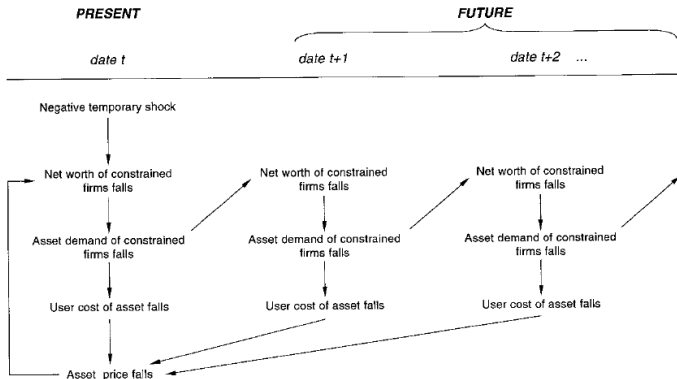 PRESENT
FUTURE
date t
date t+1
date t+2 ...
Negative temporary shock
Net worth of constrained
firms falls
Net worth of constrained
firms falls
Net worth of constrained
firms falls
Asset demand of constrained
firms falls
Asset demand of constrained
firms falls
Asset demand of constrained
firms falls
User cost of asset falls
User cost of asset falls
User cost of asset falls
Asset price falls